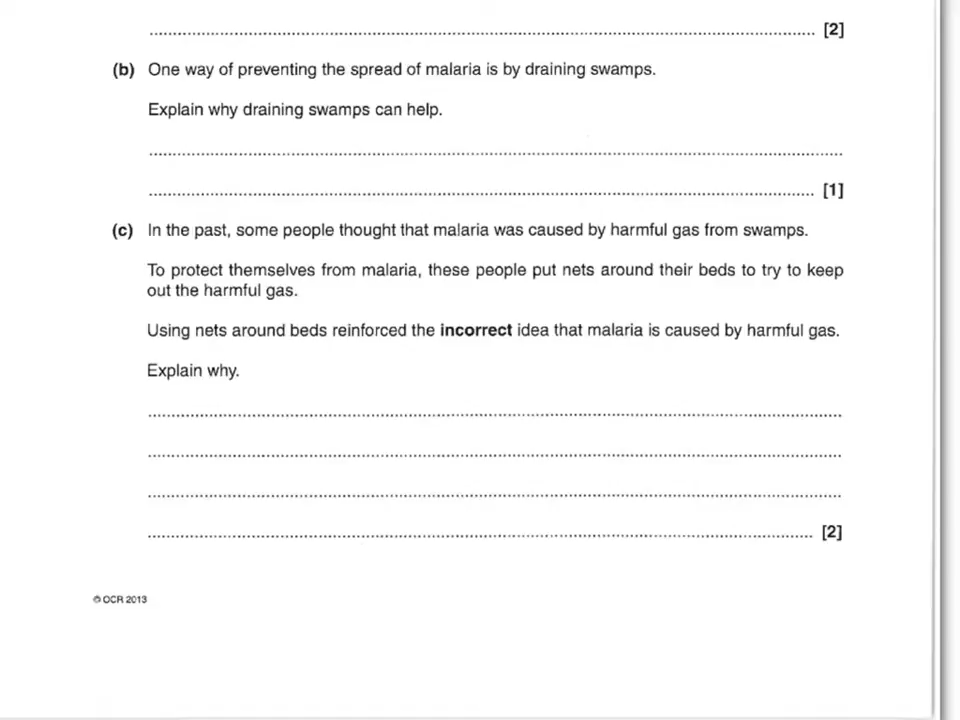 [2]
(b) One way of preventing the spread of malaria is by draining swamps.
Explain why draining swamps can help.
[1]
(c) In the past, some people thought that malaria was caused by harmful gas from swamps.
To protect themselves from malaria, these people put nets around their beds to try to keep
out the harmful gas.
Using nets around beds reinforced the incorrect idea that malaria is caused by harmful gas.
Explain why.
[2]
© OCR 2013